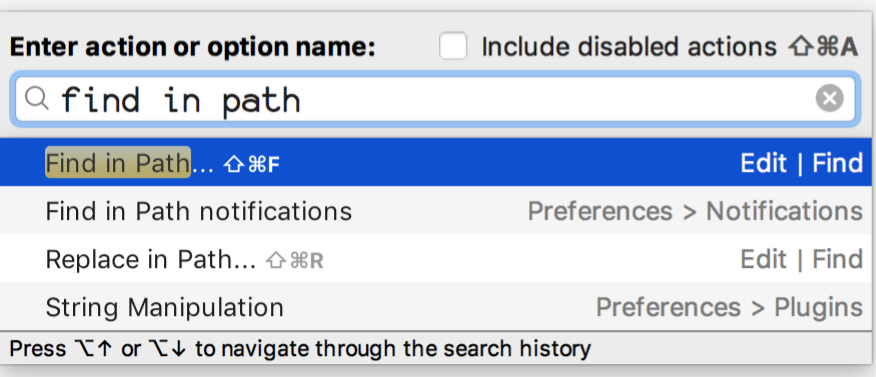 Enter action or option name: Include disabled actions ⇧⌘A
find in path
Find in Path... ⇧⌘F Edit | Find
Find in Path notifications Preferences > Notifications
Replace in Path... ⇧⌘R Edit | Find
String Manipulation Preferences > Plugins
Press ⌥↑ or ⌥↓ to navigate through the search history